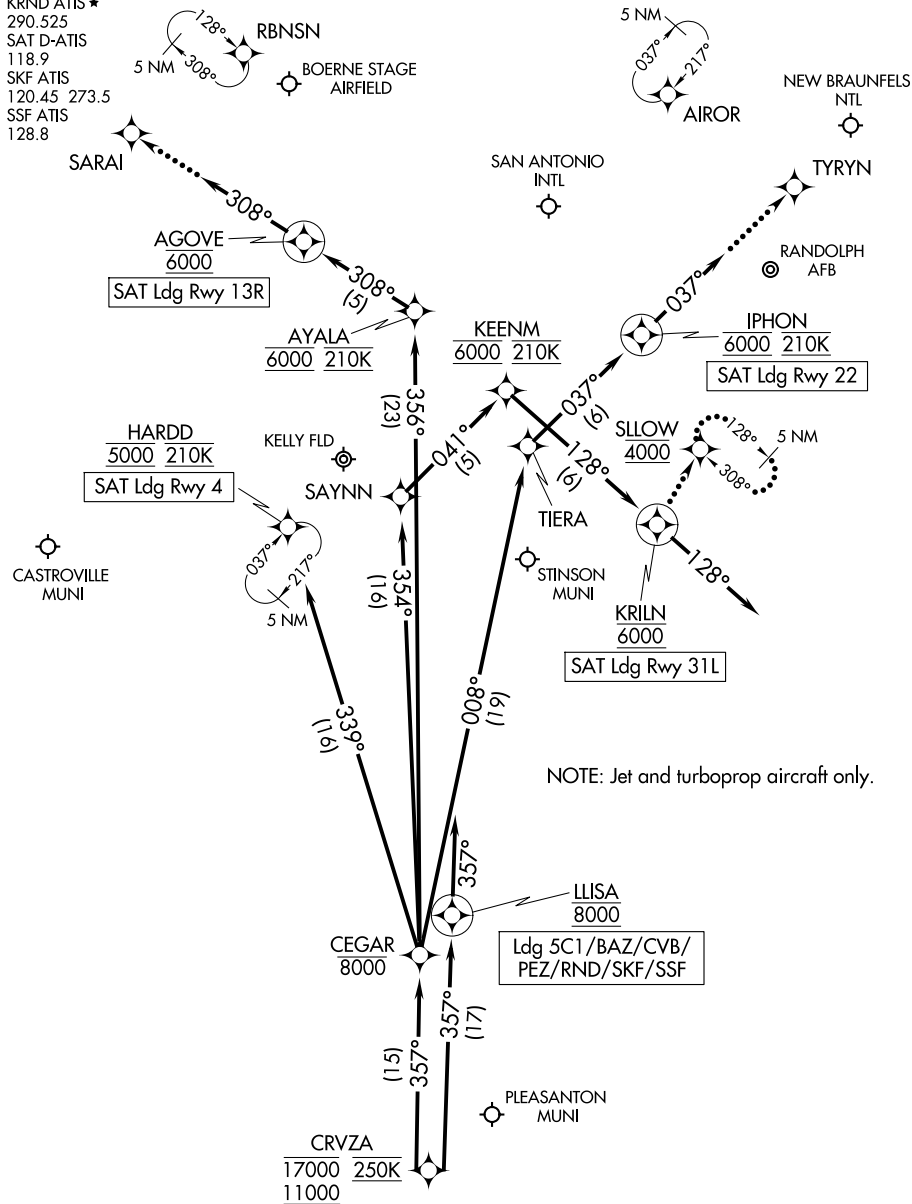 KRND ATIS ★
290.525
SAT D-ATIS
118.9
SKF ATIS
120.45 273.5
SSF ATIS
128.8
128°
308°
5 NM
RBNSN
BOERNE STAGE
AIRFIELD
5 NM
037°
217°
AIROR
NEW BRAUNFELS
NTL
SARAI
SAN ANTONIO
INTL
TYRYN
308°
AGOVE
6000
SAT Ldg Rwy 13R
308°
(5)
037°
RANDOLPH
AFB
AYALA
6000 210K
KEENM
6000 210K
IPHON
6000 210K
SAT Ldg Rwy 22
356°
(23)
037°
(6)
HARDD
5000 210K
SAT Ldg Rwy 4
KELLY FLD
041°
(5)
128°
(6)
SLLOW
4000
128°
308°
5 NM
SAYNN
TIERA
CASTROVILLE
MUNI
037°
217°
5 NM
354°
(16)
STINSON
MUNI
128°
KRILN
6000
SAT Ldg Rwy 31L
339°
(16)
008°
(19)
NOTE: Jet and turboprop aircraft only.
357°
LLISA
8000
Ldg 5C1/BAZ/CVB/
PEZ/RND/SKF/SSF
CEGAR
8000
357°
(15)
357°
(17)
PLEASANTON
MUNI
CRVZA
17000 250K
11000